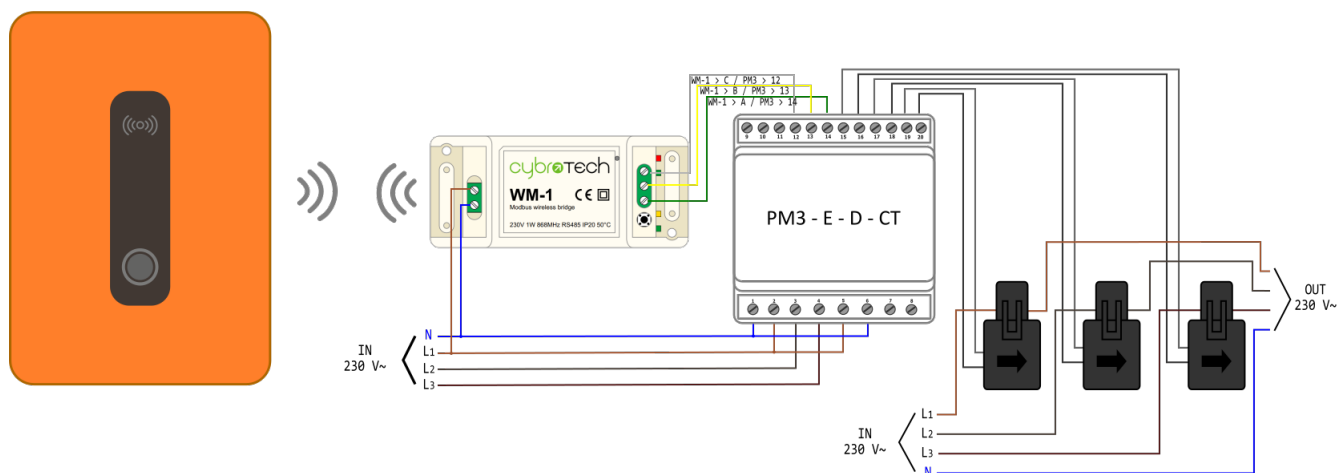 WM-1 > C / PM3 > 12
WM-1 > B / PM3 > 13
WM-1 > A / PM3 > 14
9 10 11 12 13 14 15 16 17 18 19 20
cybrotech
WM-1 CE
Modbus wireless bridge
230V 1W 868MHz RS485 IP20 50°C
PM3 - E - D - CT
1 2 3 4 5 6 7 8
IN
230 V~
N
L1
L2
L3
OUT
230 V~
IN
230 V~
L1
L2
L3
N